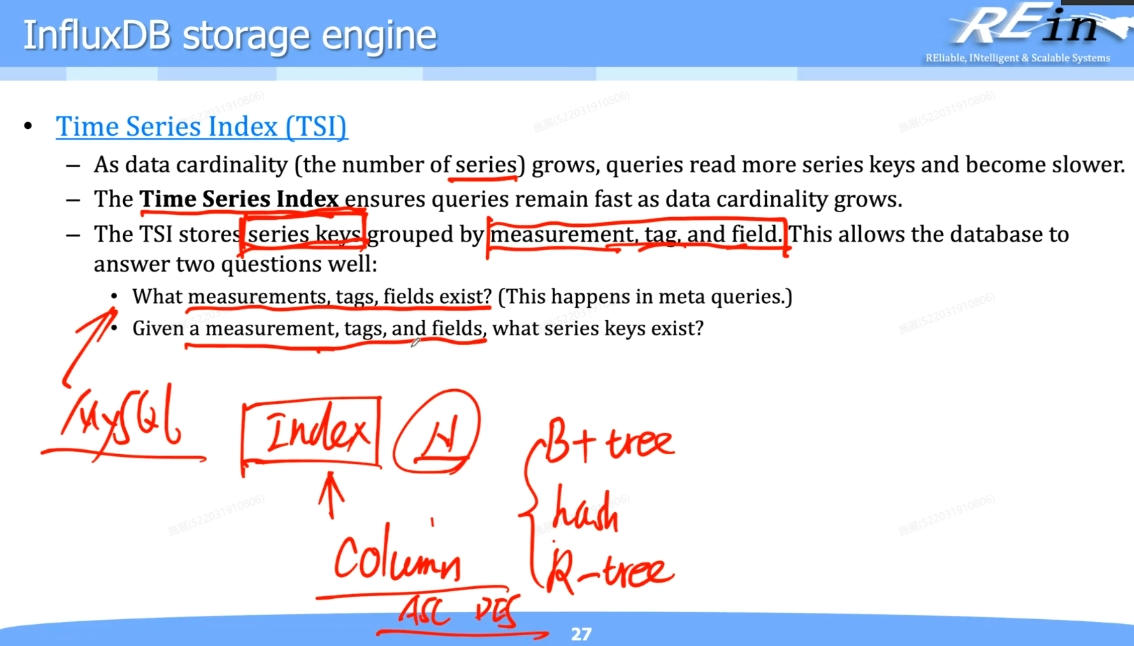 InfluxDB storage engine
REin
REliable, INtelligent & Scalable Systems
• Time Series Index (TSI)
– As data cardinality (the number of series) grows, queries read more series keys and become slower.
– The Time Series Index ensures queries remain fast as data cardinality grows.
– The TSI stores series keys grouped by measurement, tag, and field. This allows the database to
answer two questions well:
• What measurements, tags, fields exist? (This happens in meta queries.)
• Given a measurement, tags, and fields, what series keys exist?
MySQL
Index
B+ tree
hash
R-tree
Column
ASC DES
27